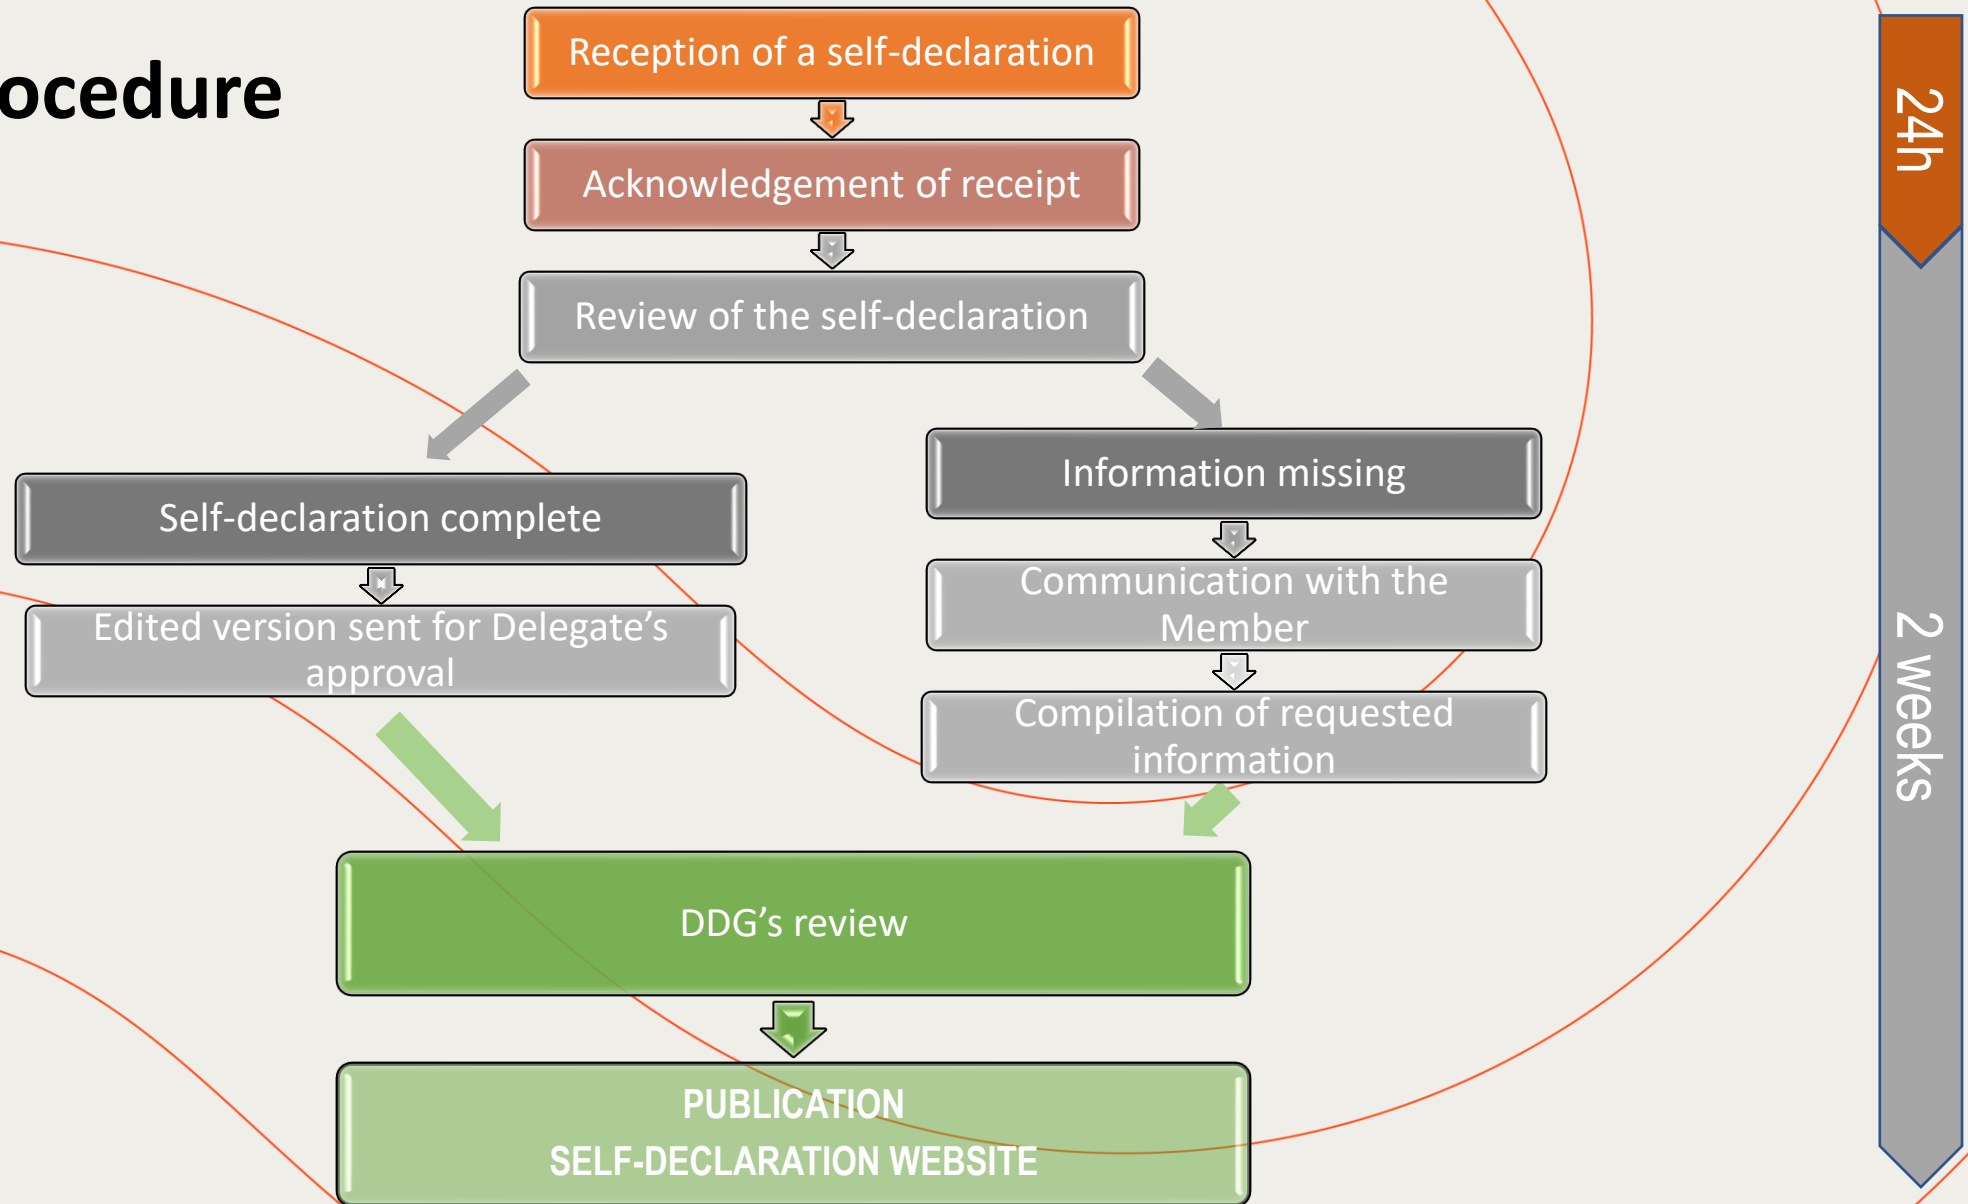 ocedure
Reception of a self-declaration
Acknowledgement of receipt
Review of the self-declaration
Self-declaration complete
Edited version sent for Delegate’s
approval
Information missing
Communication with the
Member
Compilation of requested
information
DDG’s review
PUBLICATION
SELF-DECLARATION WEBSITE
24h
2 weeks